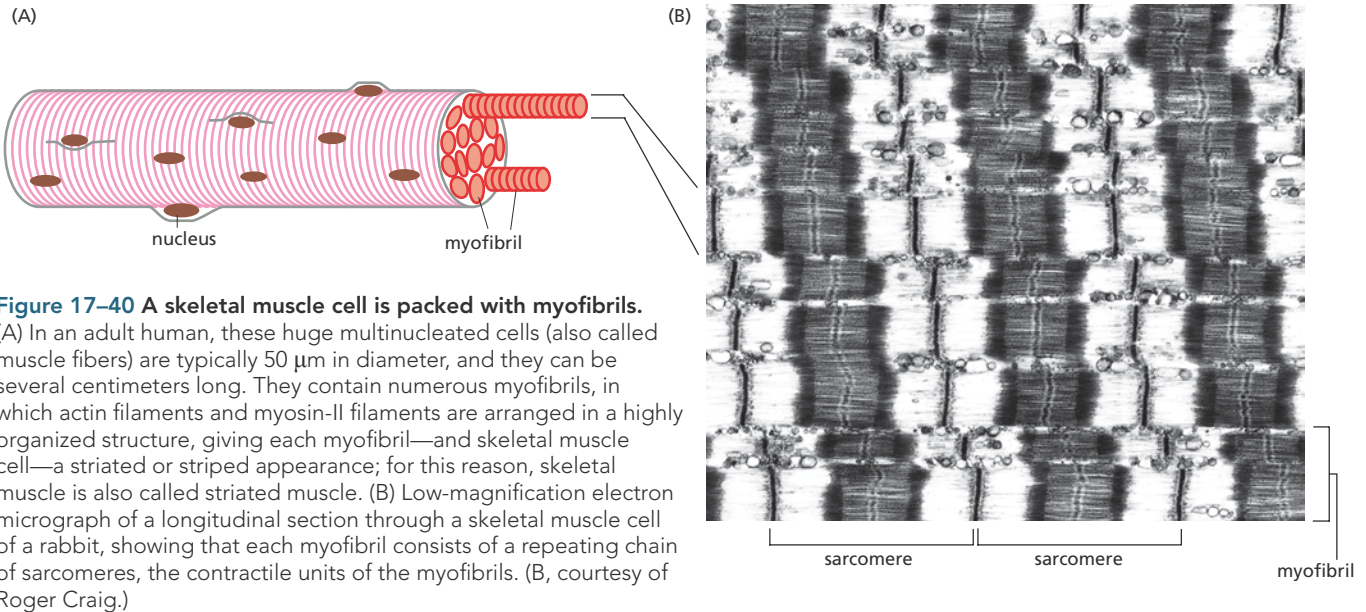 (A)
nucleus
myofibril
Figure 17–40 A skeletal muscle cell is packed with myofibrils.
(A) In an adult human, these huge multinucleated cells (also called
muscle fibers) are typically 50 μm in diameter, and they can be
several centimeters long. They contain numerous myofibrils, in
which actin filaments and myosin-II filaments are arranged in a highly
organized structure, giving each myofibril—and skeletal muscle
cell—a striated or striped appearance; for this reason, skeletal
muscle is also called striated muscle. (B) Low-magnification electron
micrograph of a longitudinal section through a skeletal muscle cell
of a rabbit, showing that each myofibril consists of a repeating chain
of sarcomeres, the contractile units of the myofibrils. (B, courtesy of
Roger Craig.)
(B)
sarcomere
sarcomere
myofibril